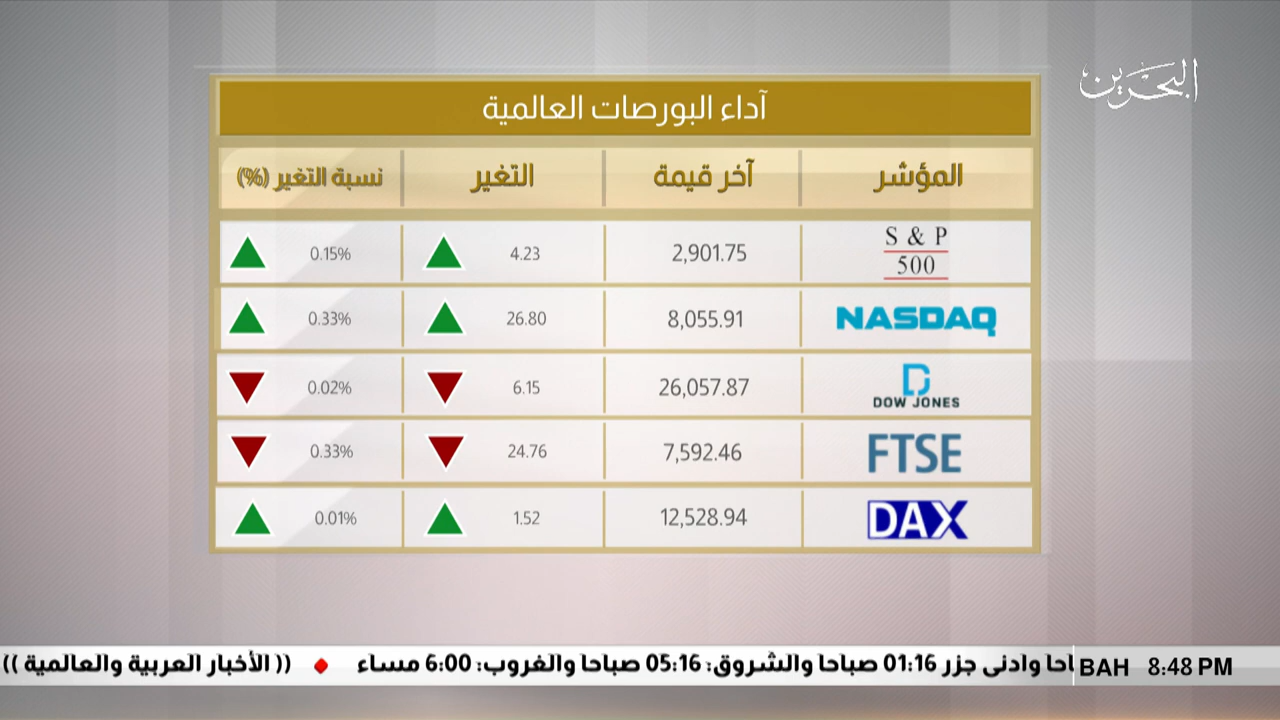 البحرين
آداء البورصات العالمية
المؤشر آخر قيمة التغير نسبة التغير (%)
S & P 500 2,901.75 4.23 0.15%
NASDAQ 8,055.91 26.80 0.33%
DOW JONES 26,057.87 6.15 0.02%
FTSE 7,592.46 24.76 0.33%
DAX 12,528.94 1.52 0.01%
وادنى جزر 01:16 صباحا والشروق: 05:16 صباحا والغروب: 6:00 مساء (( الأخبار العربية والعالمية ))
BAH 8:48 PM